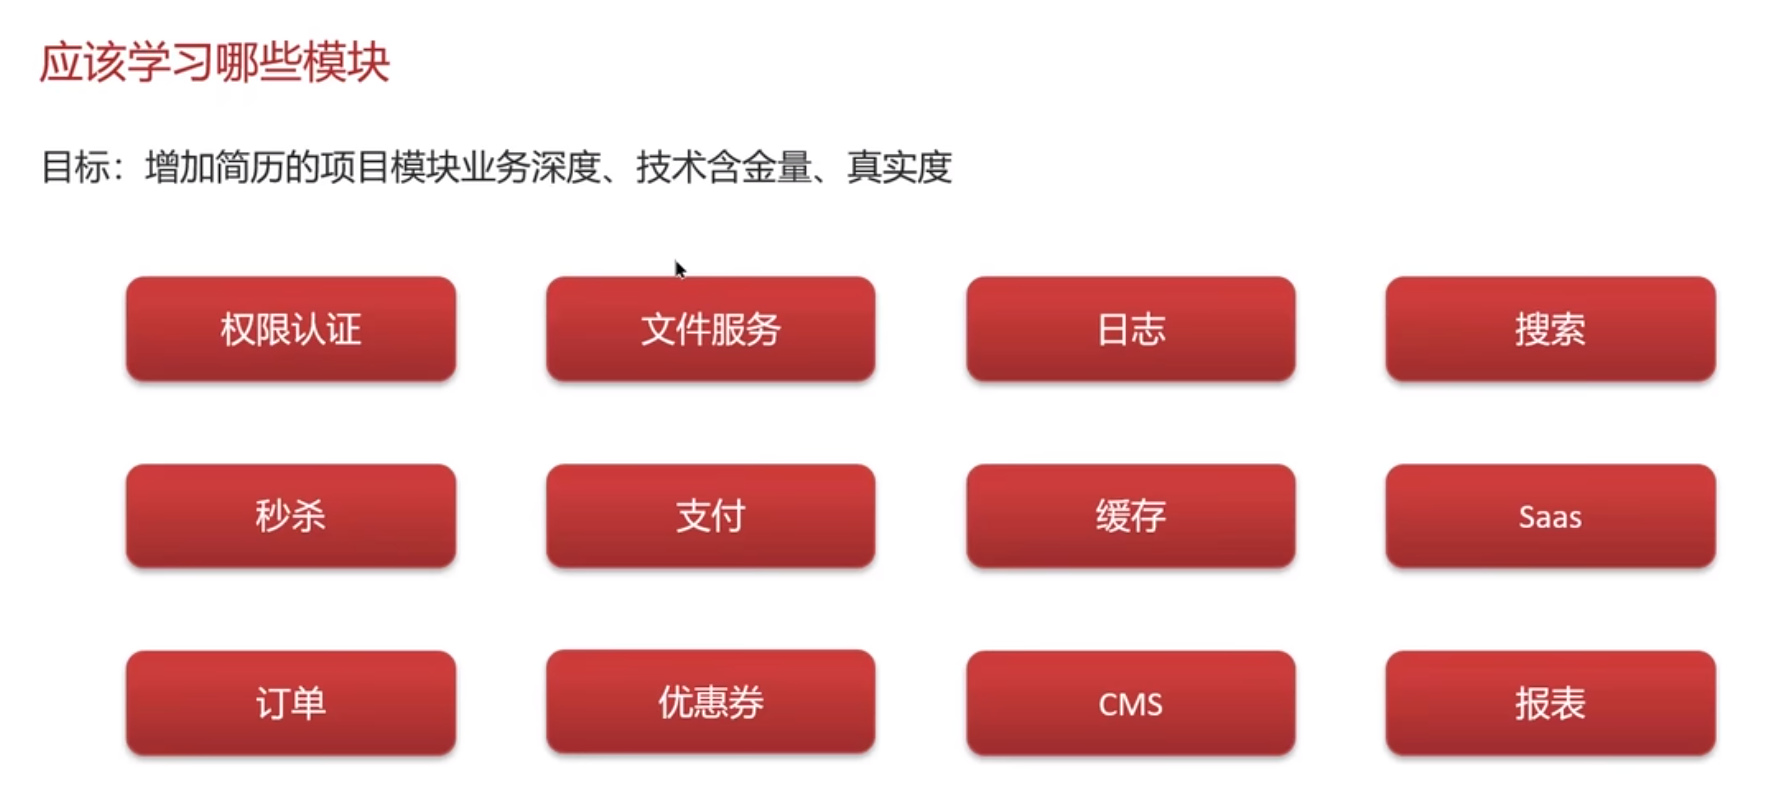 应该学习哪些模块
目标：增加简历的项目模块业务深度、技术含金量、真实度
权限认证 文件服务 日志 搜索
秒杀 支付 缓存 Saas
订单 优惠券 CMS 报表